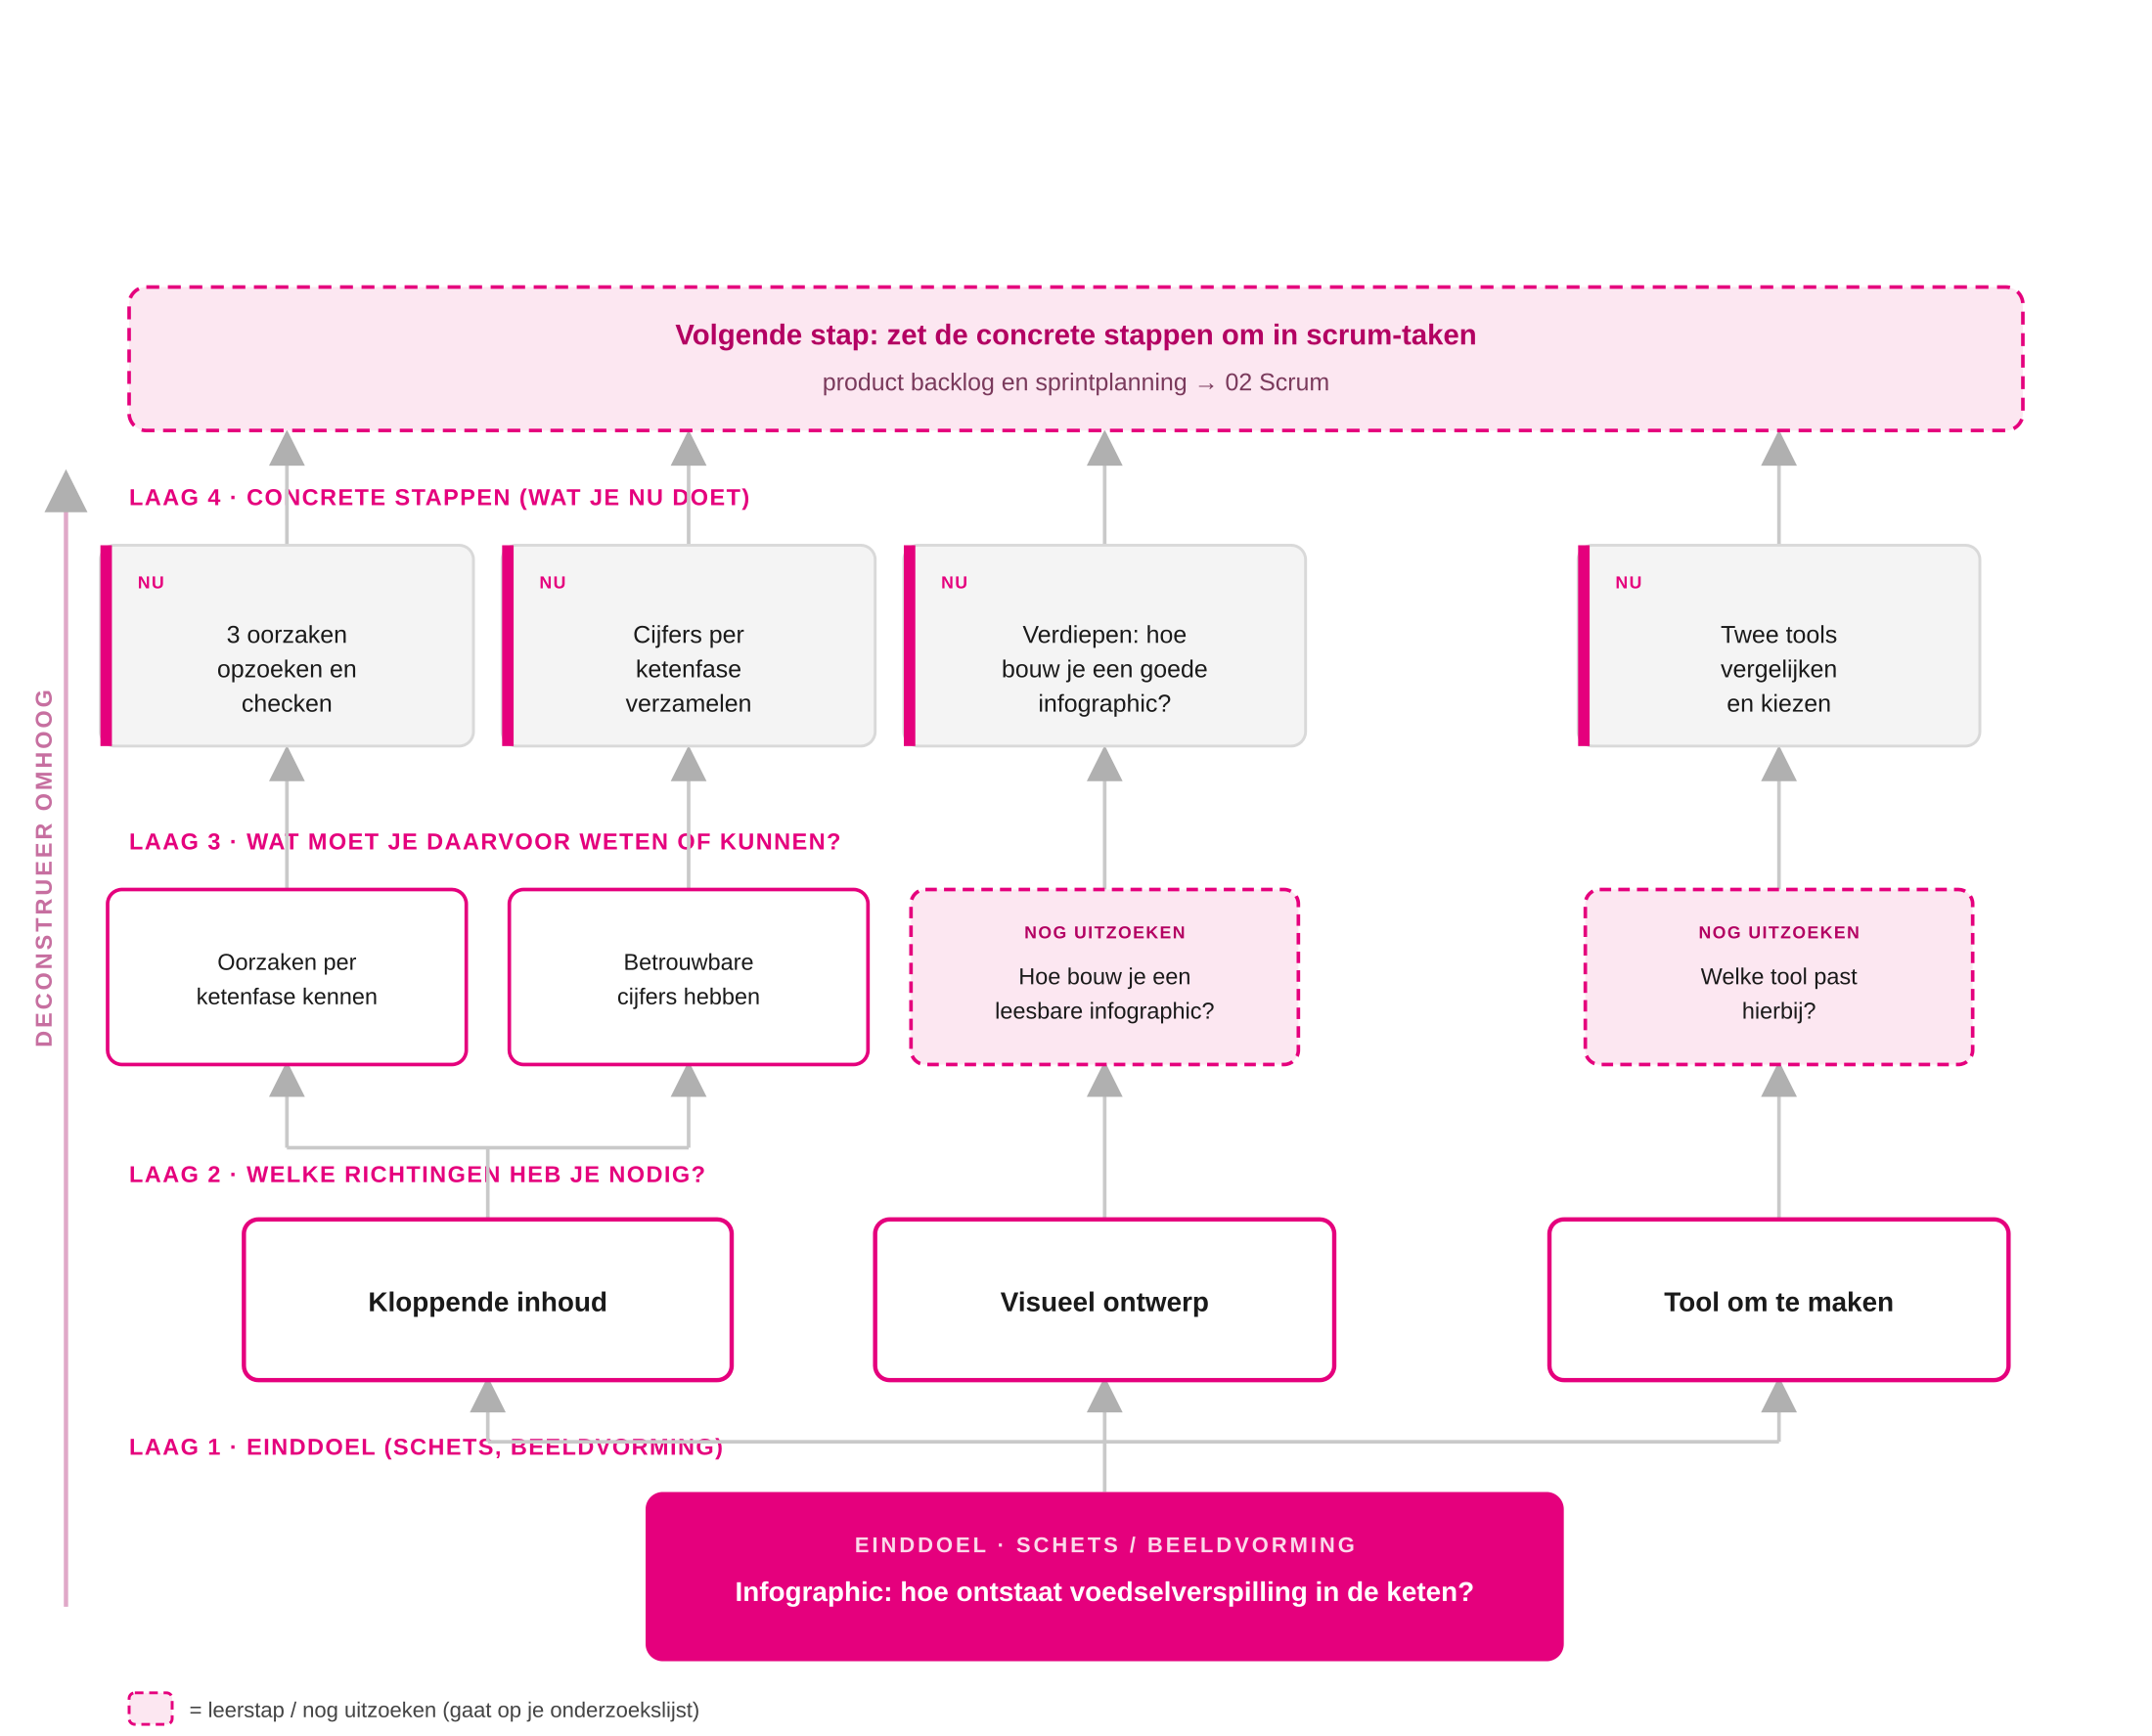 Volgende stap: zet de concrete stappen om in scrum-taken
product backlog en sprintplanning → 02 Scrum
LAAG 4 · CONCRETE STAPPEN (WAT JE NU DOET)
NU
3 oorzaken
opzoeken en
checken
NU
Cijfers per
ketenfase
verzamelen
NU
Verdiepen: hoe
bouw je een goede
infographic?
NU
Twee tools
vergelijken
en kiezen
DECONSTRUEER OMHOOG
LAAG 3 · WAT MOET JE DAARVOOR WETEN OF KUNNEN?
Oorzaken per
ketenfase kennen
Betrouwbare
cijfers hebben
NOG UITZOEKEN
Hoe bouw je een
leesbare infographic?
NOG UITZOEKEN
Welke tool past
hierbij?
LAAG 2 · WELKE RICHTINGEN HEB JE NODIG?
Kloppende inhoud
Visueel ontwerp
Tool om te maken
LAAG 1 · EINDDOEL (SCHETS, BEELDVORMING)
EINDDOEL · SCHETS / BEELDVORMING
Infographic: hoe ontstaat voedselverspilling in de keten?
= leerstap / nog uitzoeken (gaat op je onderzoekslijst)